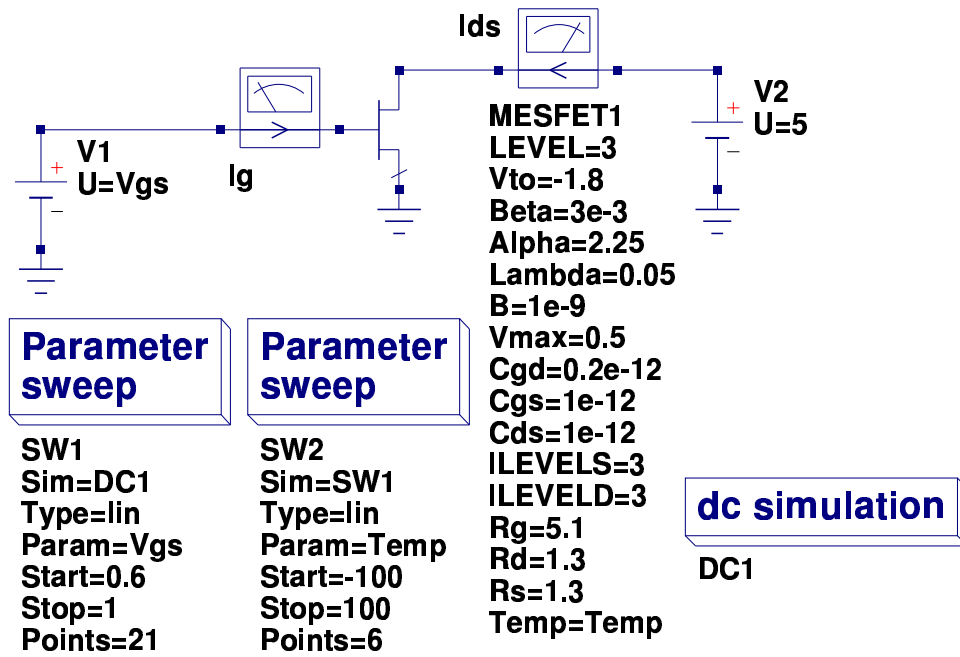 Ids
V2
U=5
V1
U=Vgs
Ig
MESFET1
LEVEL=3
Vto=-1.8
Beta=3e-3
Alpha=2.25
Lambda=0.05
B=1e-9
Vmax=0.5
Cgd=0.2e-12
Cgs=1e-12
Cds=1e-12
ILEVELS=3
ILEVELD=3
Rg=5.1
Rd=1.3
Rs=1.3
Temp=Temp
Parameter
sweep
SW1
Sim=DC1
Type=lin
Param=Vgs
Start=0.6
Stop=1
Points=21
Parameter
sweep
SW2
Sim=SW1
Type=lin
Param=Temp
Start=-100
Stop=100
Points=6
dc simulation
DC1